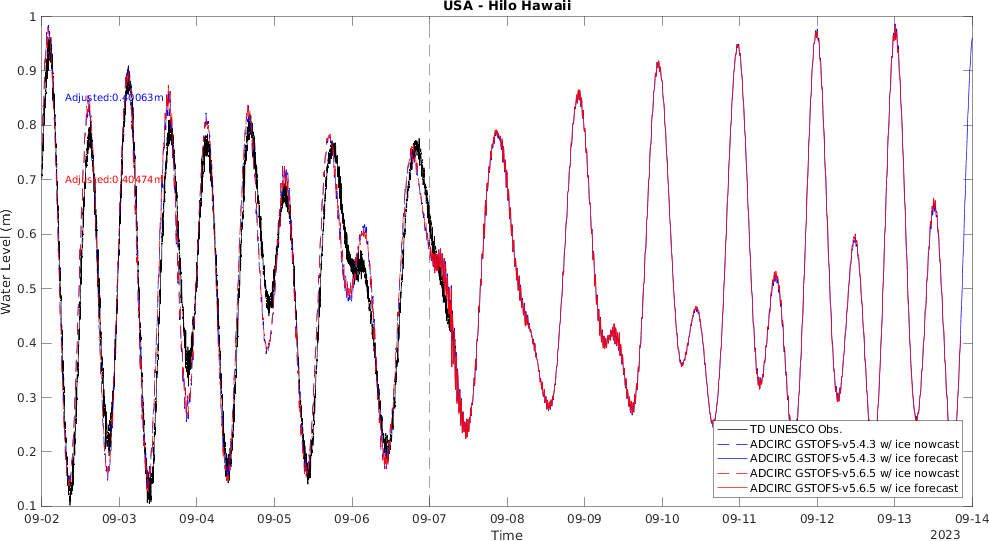 USA - Hilo Hawaii
Water Level (m)
1
0.9
0.8
0.7
0.6
0.5
0.4
0.3
0.2
0.1
Adjusted:0.40063m
Adjusted:0.40474m
TD UNESCO Obs.
ADCIRC GSTOFS-v5.4.3 w/ ice nowcast
ADCIRC GSTOFS-v5.4.3 w/ ice forecast
ADCIRC GSTOFS-v5.6.5 w/ ice nowcast
ADCIRC GSTOFS-v5.6.5 w/ ice forecast
09-02 09-03 09-04 09-05 09-06 09-07 09-08 09-09 09-10 09-11 09-12 09-13 09-14
Time
2023